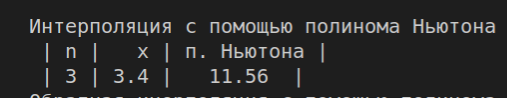 Интерполяция с помощью полинома Ньютона
| n | x | п. Ньютона |
| 3 | 3.4 | 11.56 |